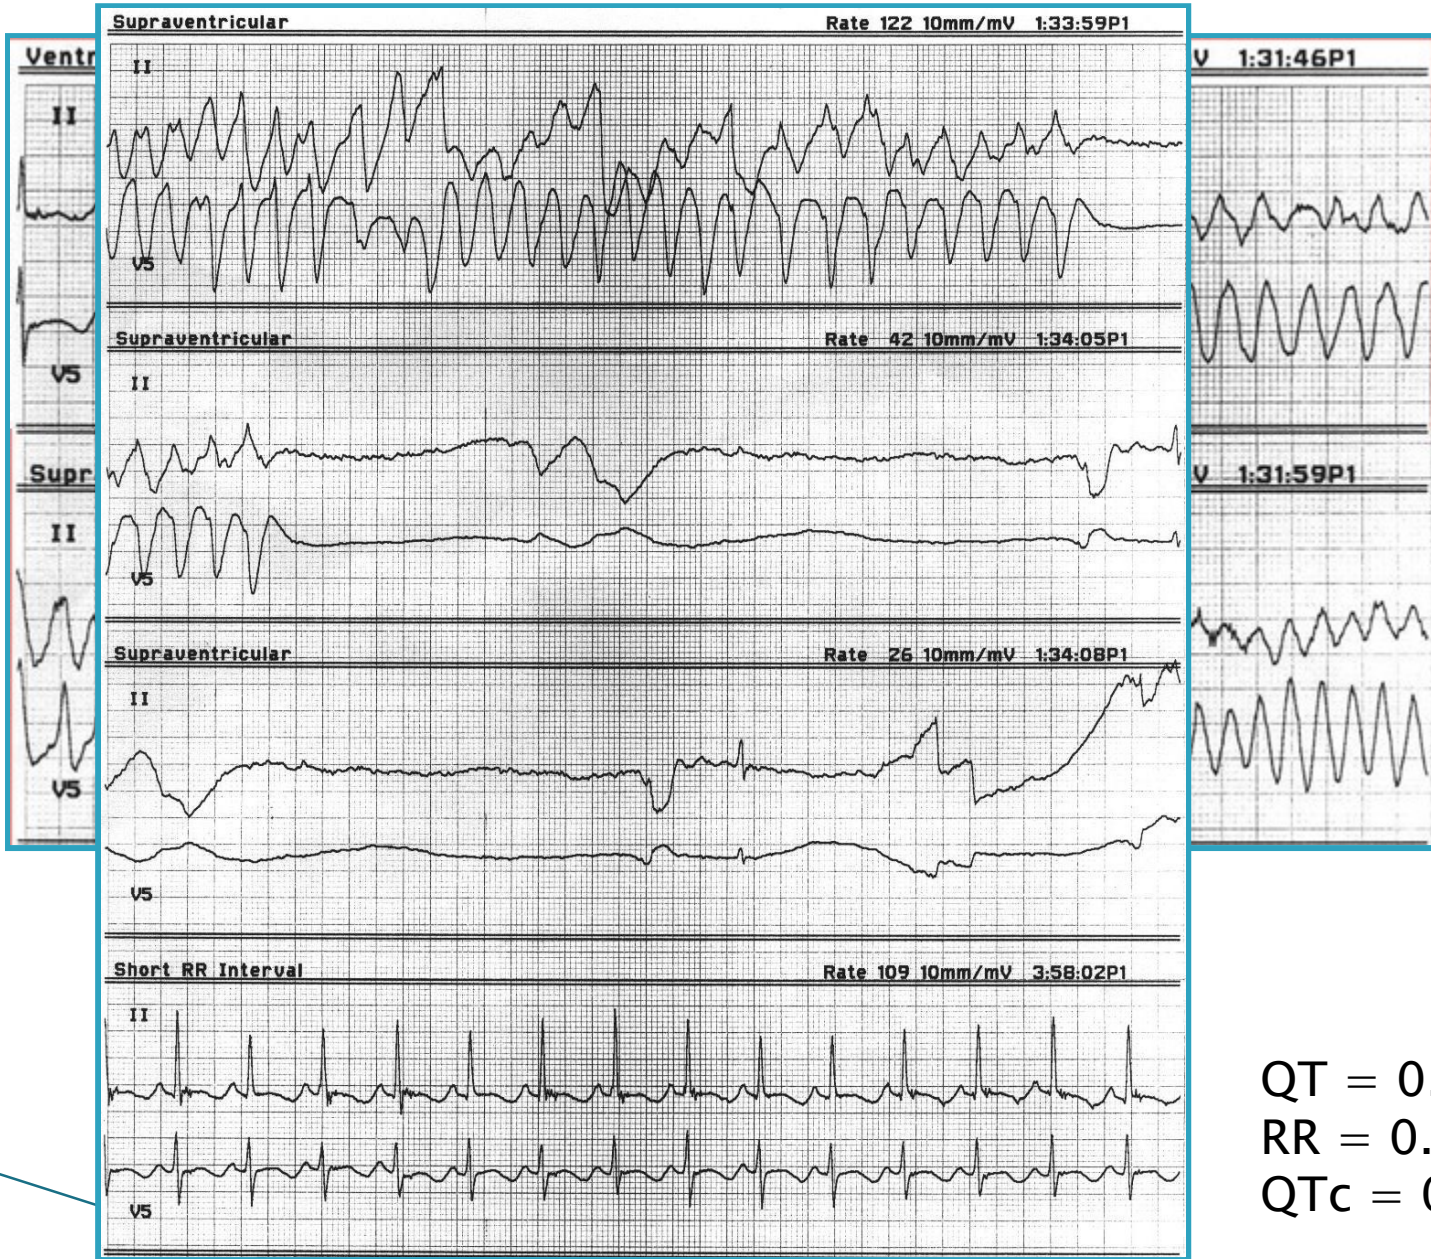 Supraventricular Rate 122 10mm/mV 1:33:59P1
II
V5
Supraventricular Rate 42 10mm/mV 1:34:05P1
II
V5
Supraventricular Rate 26 10mm/mV 1:34:08P1
II
V5
Short RR Interval Rate 109 10mm/mV 3:58:02P1
II
V5
Ventr
V 1:31:46P1
II
V5
Supr
V 1:31:59P1
II
V5
QT = 0.
RR = 0.
QTc = 0